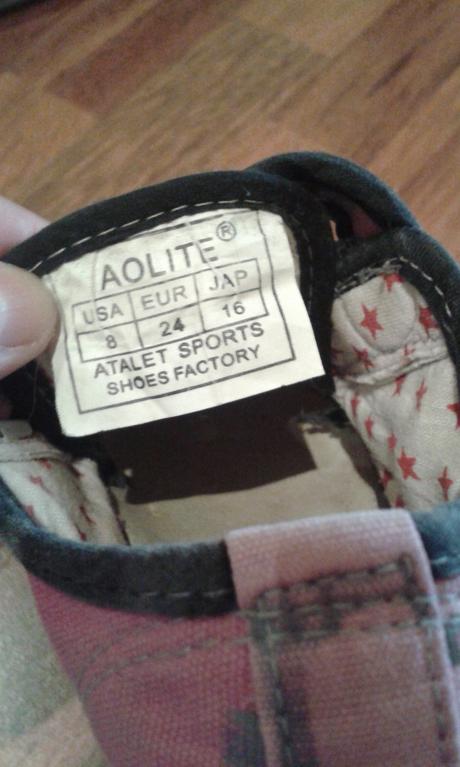 AOLITE®
USA EUR JAP
8 24 16
ATALET SPORTS
SHOES FACTORY